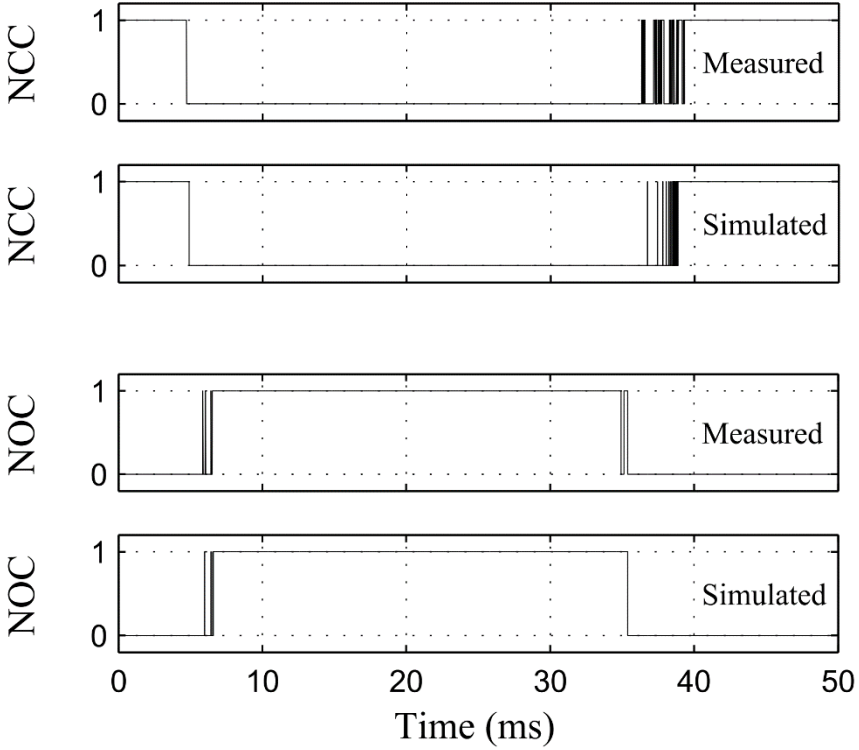 NCC
1
0
Measured
NCC
1
0
Simulated
NOC
1
0
Measured
NOC
1
0
Simulated
0 10 20 30 40 50
Time (ms)